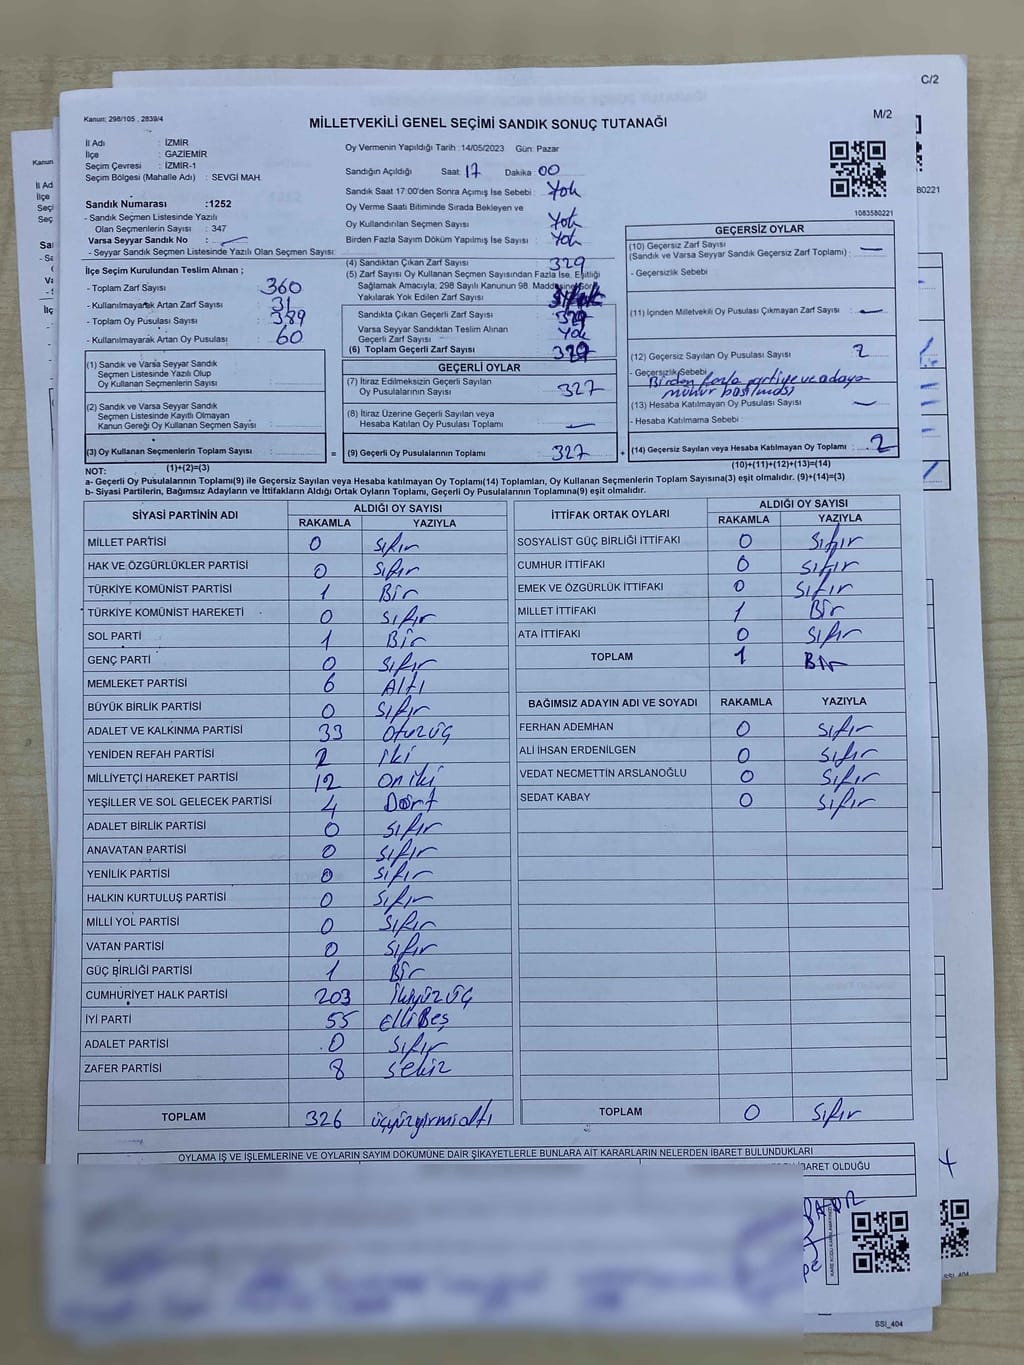 C/2
Kanun: 298/105 , 2839/4
M/2
MİLLETVEKİLİ GENEL SEÇİMİ SANDIK SONUÇ TUTANAĞI
İl Adı : İZMİR
İlçe : GAZİEMİR
Seçim Çevresi : İZMİR-1
Seçim Bölgesi (Mahalle Adı) : SEVGİ MAH.
Sandık Numarası :1252
- Sandık Seçmen Listesinde Yazılı
Olan Seçmenlerin Sayısı : 347
Varsa Seyyar Sandık No :
- Seyyar Sandık Seçmen Listesinde Yazılı Olan Seçmen Sayısı:
İlçe Seçim Kurulundan Teslim Alınan ;
- Toplam Zarf Sayısı : 360
- Kullanılmayarak Artan Zarf Sayısı : 31
- Toplam Oy Pusulası Sayısı : 389
- Kullanılmayarak Artan Oy Pusulası : 60
(1) Sandık ve Varsa Seyyar Sandık
Seçmen Listesinde Yazılı Olup
Oy Kullanan Seçmenlerin Sayısı :
(2) Sandık ve Varsa Seyyar Sandık
Seçmen Listesinde Kayıtlı Olmayan
Kanun Gereği Oy Kullanan Seçmen Sayısı:
(3) Oy Kullanan Seçmenlerin Toplam Sayısı :
(1)+(2)=(3)
Oy Vermenin Yapıldığı Tarih :14/05/2023 Gün: Pazar
Sandığın Açıldığı Saat: 17 Dakika 00
Sandık Saat 17:00'den Sonra Açımış İse Sebebi : Yok
Oy Verme Saati Bitiminde Sırada Bekleyen ve
Oy Kullandırılan Seçmen Sayısı : Yok
Birden Fazla Sayım Döküm Yapılmış İse Sayısı : Yok
(4) Sandıktan Çıkan Zarf Sayısı : 329
(5) Zarf Sayısı Oy Kullanan Seçmen Sayısından Fazla İse, Eşitliği
Sağlamak Amacıyla, 298 Sayılı Kanunun 98. Maddesine Göre
Yakılarak Yok Edilen Zarf Sayısı :
Sandıkta Çıkan Geçerli Zarf Sayısı : 329
Varsa Seyyar Sandıktan Teslim Alınan
Geçerli Zarf Sayısı : Yok
(6) Toplam Geçerli Zarf Sayısı : 329
GEÇERLİ OYLAR
(7) İtiraz Edilmeksizin Geçerli Sayılan
Oy Pusulalarının Sayısı : 327
(8) İtiraz Üzerine Geçerli Sayılan veya
Hesaba Katılan Oy Pusulası Toplamı :
= (9) Geçerli Oy Pusulalarının Toplamı : 327 +
1083580221
GEÇERSİZ OYLAR
(10) Geçersiz Zarf Sayısı
(Sandık ve Varsa Seyyar Sandık Geçersiz Zarf Toplamı) :
- Geçersizlik Sebebi
(11) İçinden Milletvekili Oy Pusulası Çıkmayan Zarf Sayısı :
(12) Geçersiz Sayılan Oy Pusulası Sayısı : 2
- Geçersizlik Sebebi
Birden fazla partiye ve adaya
mühür basılması
(13) Hesaba Katılmayan Oy Pusulası Sayısı :
- Hesaba Katılmama Sebebi :
(14) Geçersiz Sayılan veya Hesaba Katılmayan Oy Toplamı : 2
(10)+(11)+(12)+(13)=(14)
NOT:
a- Geçerli Oy Pusulalarının Toplamı(9) ile Geçersiz Sayılan veya Hesaba katılmayan Oy Toplamı(14) Toplamları, Oy Kullanan Seçmenlerin Toplam Sayısına(3) eşit olmalıdır. (9)+(14)=(3)
b- Siyasi Partilerin, Bağımsız Adayların ve İttifakların Aldığı Ortak Oyların Toplamı, Geçerli Oy Pusulalarının Toplamına(9) eşit olmalıdır.
SİYASİ PARTİNİN ADI ALDIĞI OY SAYISI
RAKAMLA YAZIYLA
MİLLET PARTİSİ 0 Sıfır
HAK VE ÖZGÜRLÜKLER PARTİSİ 0 Sıfır
TÜRKİYE KOMÜNİST PARTİSİ 1 Bir
TÜRKİYE KOMÜNİST HAREKETİ 0 Sıfır
SOL PARTİ 1 Bir
GENÇ PARTİ 0 Sıfır
MEMLEKET PARTİSİ 6 Altı
BÜYÜK BİRLİK PARTİSİ 0 Sıfır
ADALET VE KALKINMA PARTİSİ 33 Otuzüç
YENİDEN REFAH PARTİSİ 2 İki
MİLLİYETÇİ HAREKET PARTİSİ 12 Oniki
YEŞİLLER VE SOL GELECEK PARTİSİ 4 Dört
ADALET BİRLİK PARTİSİ 0 Sıfır
ANAVATAN PARTİSİ 0 Sıfır
YENİLİK PARTİSİ 0 Sıfır
HALKIN KURTULUŞ PARTİSİ 0 Sıfır
MİLLİ YOL PARTİSİ 0 Sıfır
VATAN PARTİSİ 0 Sıfır
GÜÇ BİRLİĞİ PARTİSİ 1 Bir
CUMHURİYET HALK PARTİSİ 203 İkiyüzüç
İYİ PARTİ 55 Ellibeş
ADALET PARTİSİ 0 Sıfır
ZAFER PARTİSİ 8 Sekiz
TOPLAM 326 üçyüzyirmialtı
İTTİFAK ORTAK OYLARI ALDIĞI OY SAYISI
RAKAMLA YAZIYLA
SOSYALİST GÜÇ BİRLİĞİ İTTİFAKI 0 Sıfır
CUMHUR İTTİFAKI 0 Sıfır
EMEK VE ÖZGÜRLÜK İTTİFAKI 0 Sıfır
MİLLET İTTİFAKI 1 Bir
ATA İTTİFAKI 0 Sıfır
TOPLAM 1 Bir
BAĞIMSIZ ADAYIN ADI VE SOYADI RAKAMLA YAZIYLA
FERHAN ADEMHAN 0 Sıfır
ALİ İHSAN ERDENİLGEN 0 Sıfır
VEDAT NECMETTİN ARSLANOĞLU 0 Sıfır
SEDAT KABAY 0 Sıfır
TOPLAM 0 Sıfır
OYLAMA İŞ VE İŞLEMLERİNE VE OYLARIN SAYIM DÖKÜMÜNE DAİR ŞİKAYETLERLE BUNLARA AİT KARARLARIN NELERDEN İBARET BULUNDUKLARI
İBARET OLDUĞU
SSİ_404
SSİ_404